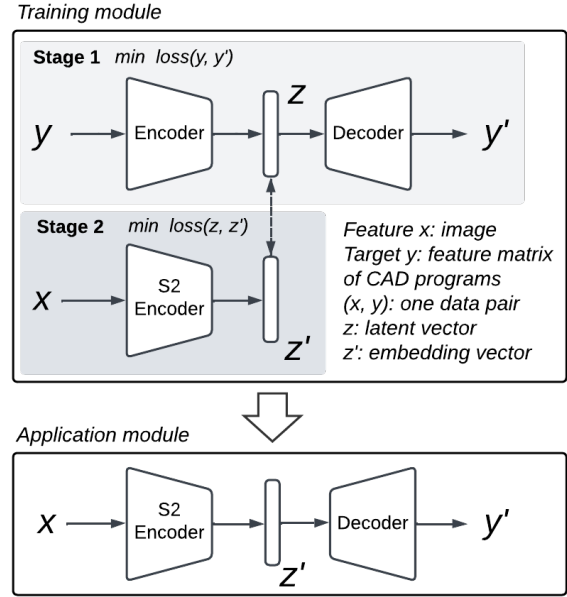 Training module
Stage 1 min loss(y, y')
y
Encoder
z
Decoder
y'
Stage 2 min loss(z, z')
x
S2
Encoder
z'
Feature x: image
Target y: feature matrix
of CAD programs
(x, y): one data pair
z: latent vector
z': embedding vector
Application module
x
S2
Encoder
z'
Decoder
y'